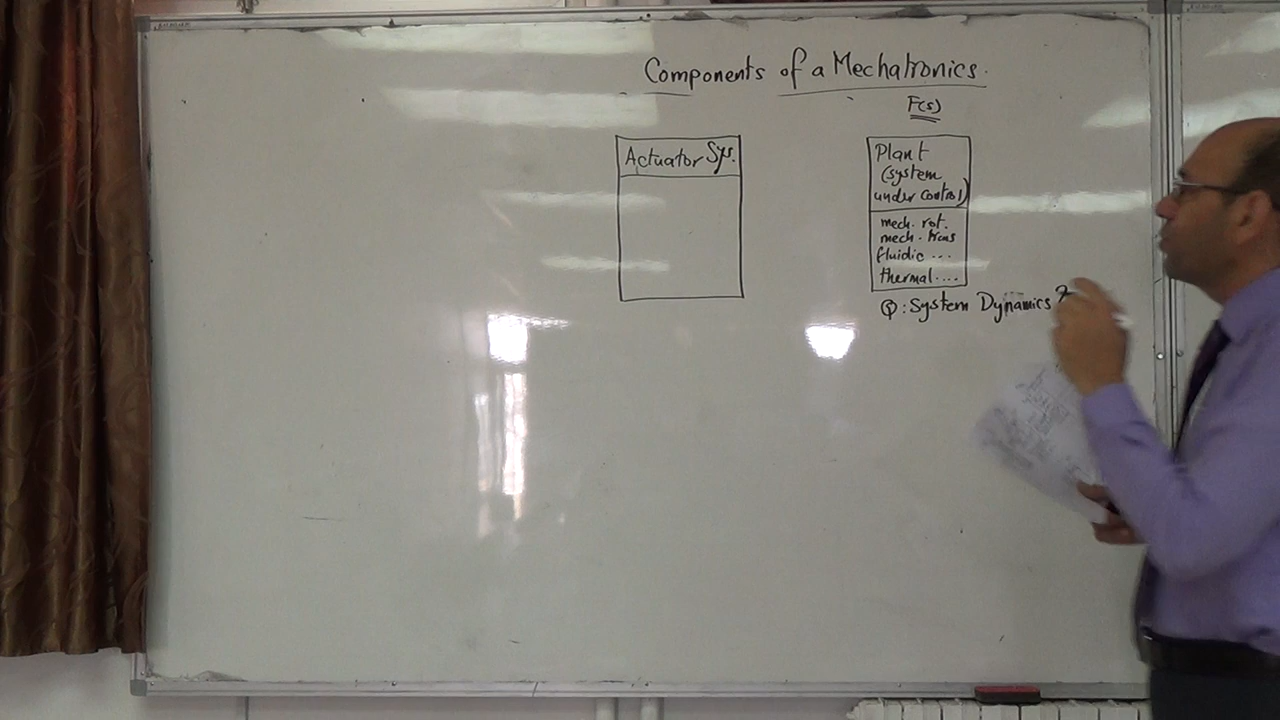 Components of a Mechatronics.
F(s)
Actuator Sys.
Plant
(system
under control)
mech. rot.
mech. trans
fluidic ...
thermal....
Q: System Dynamics ?